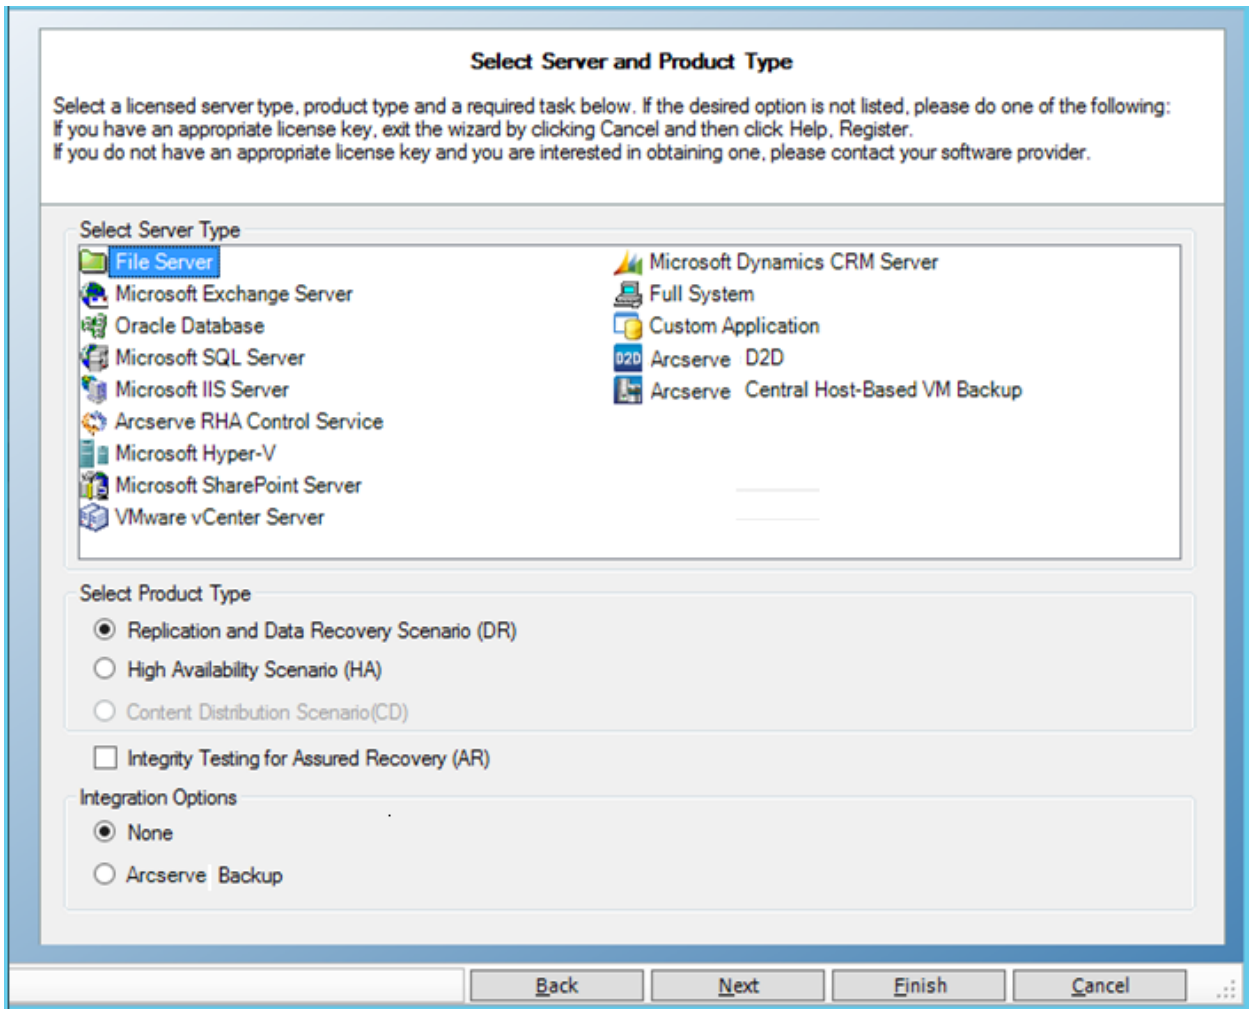 Select Server and Product Type
Select a licensed server type, product type and a required task below. If the desired option is not listed, please do one of the following:
If you have an appropriate license key, exit the wizard by clicking Cancel and then click Help, Register.
If you do not have an appropriate license key and you are interested in obtaining one, please contact your software provider.
Select Server Type
File Server
Microsoft Exchange Server
Oracle Database
Microsoft SQL Server
Microsoft IIS Server
Arcserve RHA Control Service
Microsoft Hyper-V
Microsoft SharePoint Server
VMware vCenter Server
Microsoft Dynamics CRM Server
Full System
Custom Application
D2D Arcserve D2D
Arcserve Central Host-Based VM Backup
Select Product Type
Replication and Data Recovery Scenario (DR)
High Availability Scenario (HA)
Content Distribution Scenario(CD)
Integrity Testing for Assured Recovery (AR)
Integration Options
None
Arcserve Backup
Back Next Finish Cancel